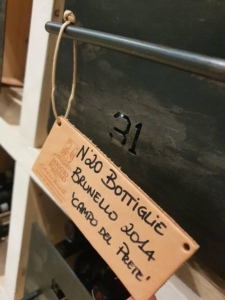 31
N°20 BOTTIGLIE
BRUNELLO 2014
'CAMPO DEL PRETE'